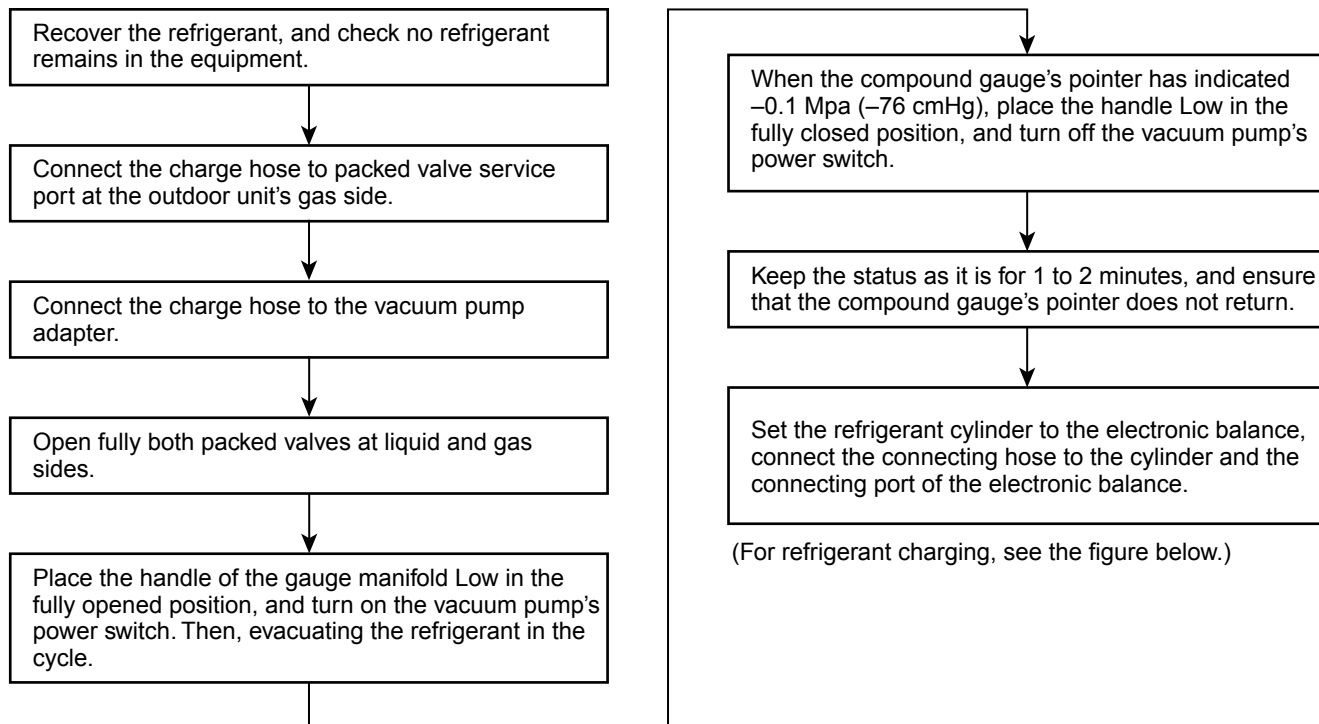 Recover the refrigerant, and check no refrigerant
remains in the equipment.
Connect the charge hose to packed valve service
port at the outdoor unit’s gas side.
Connect the charge hose to the vacuum pump
adapter.
Open fully both packed valves at liquid and gas
sides.
Place the handle of the gauge manifold Low in the
fully opened position, and turn on the vacuum pump’s
power switch. Then, evacuating the refrigerant in the
cycle.
When the compound gauge’s pointer has indicated
–0.1 Mpa (–76 cmHg), place the handle Low in the
fully closed position, and turn off the vacuum pump’s
power switch.
Keep the status as it is for 1 to 2 minutes, and ensure
that the compound gauge’s pointer does not return.
Set the refrigerant cylinder to the electronic balance,
connect the connecting hose to the cylinder and the
connecting port of the electronic balance.
(For refrigerant charging, see the figure below.)